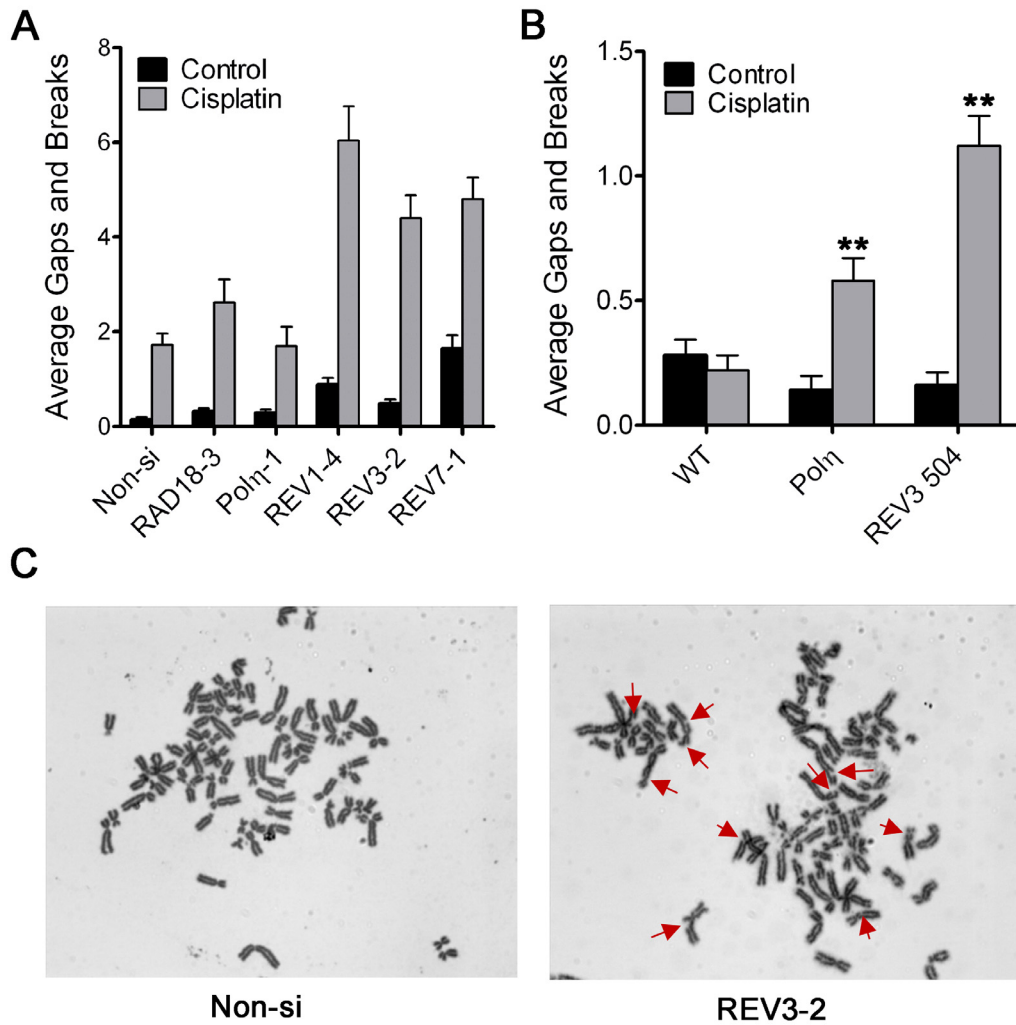 A
Average Gaps and Breaks
8
6
4
2
0
Control
Cisplatin
Non-si
RAD18-3
Polη-1
REV1-4
REV3-2
REV7-1
B
Average Gaps and Breaks
1.5
1.0
0.5
0.0
Control
Cisplatin
**
**
WT
Polη
REV3 504
C
Non-si
REV3-2